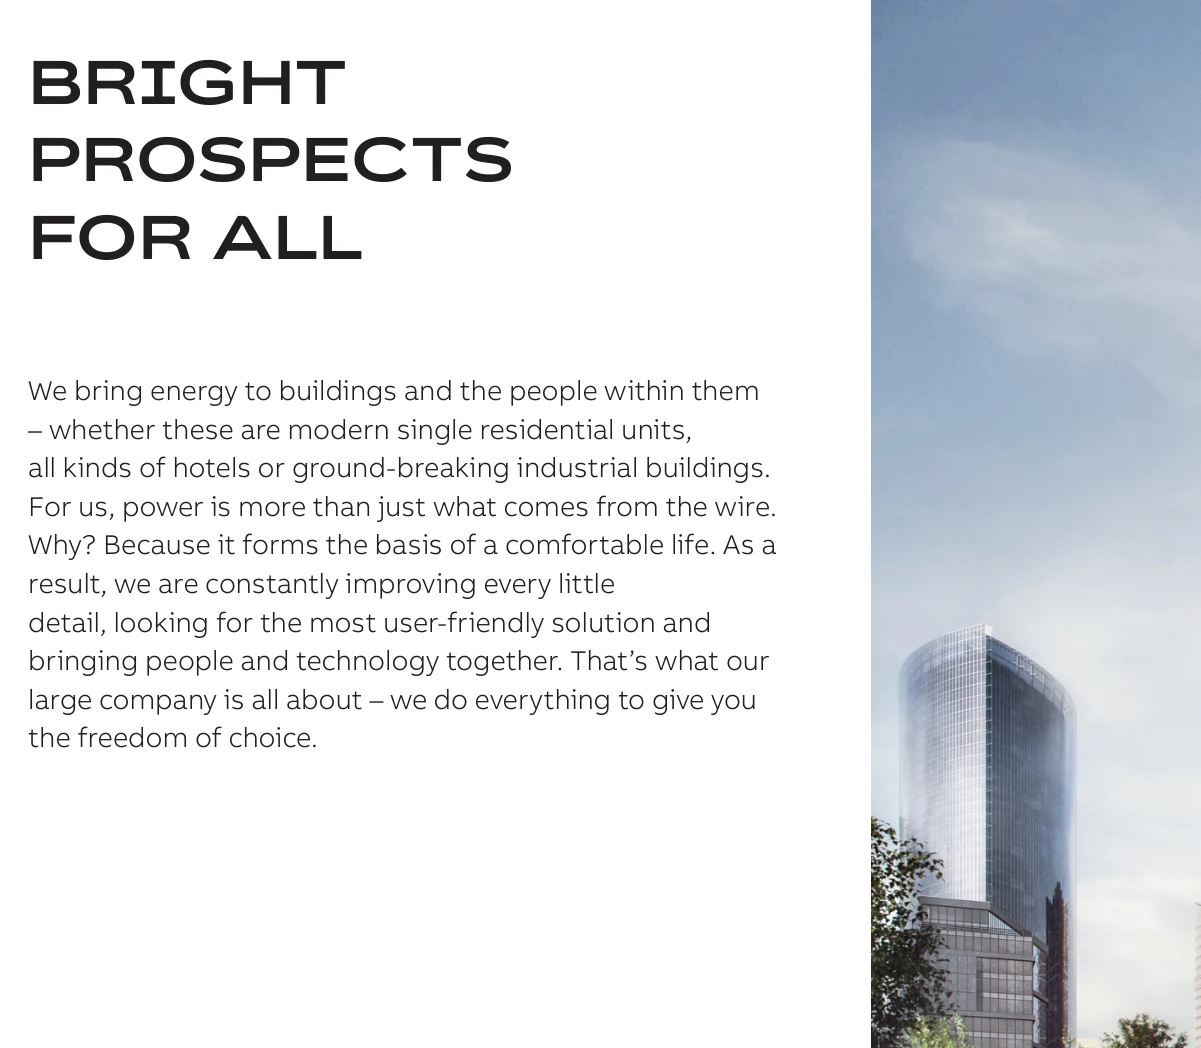 BRIGHT
PROSPECTS
FOR ALL
We bring energy to buildings and the people within them
– whether these are modern single residential units,
all kinds of hotels or ground-breaking industrial buildings.
For us, power is more than just what comes from the wire.
Why? Because it forms the basis of a comfortable life. As a
result, we are constantly improving every little
detail, looking for the most user-friendly solution and
bringing people and technology together. That’s what our
large company is all about – we do everything to give you
the freedom of choice.